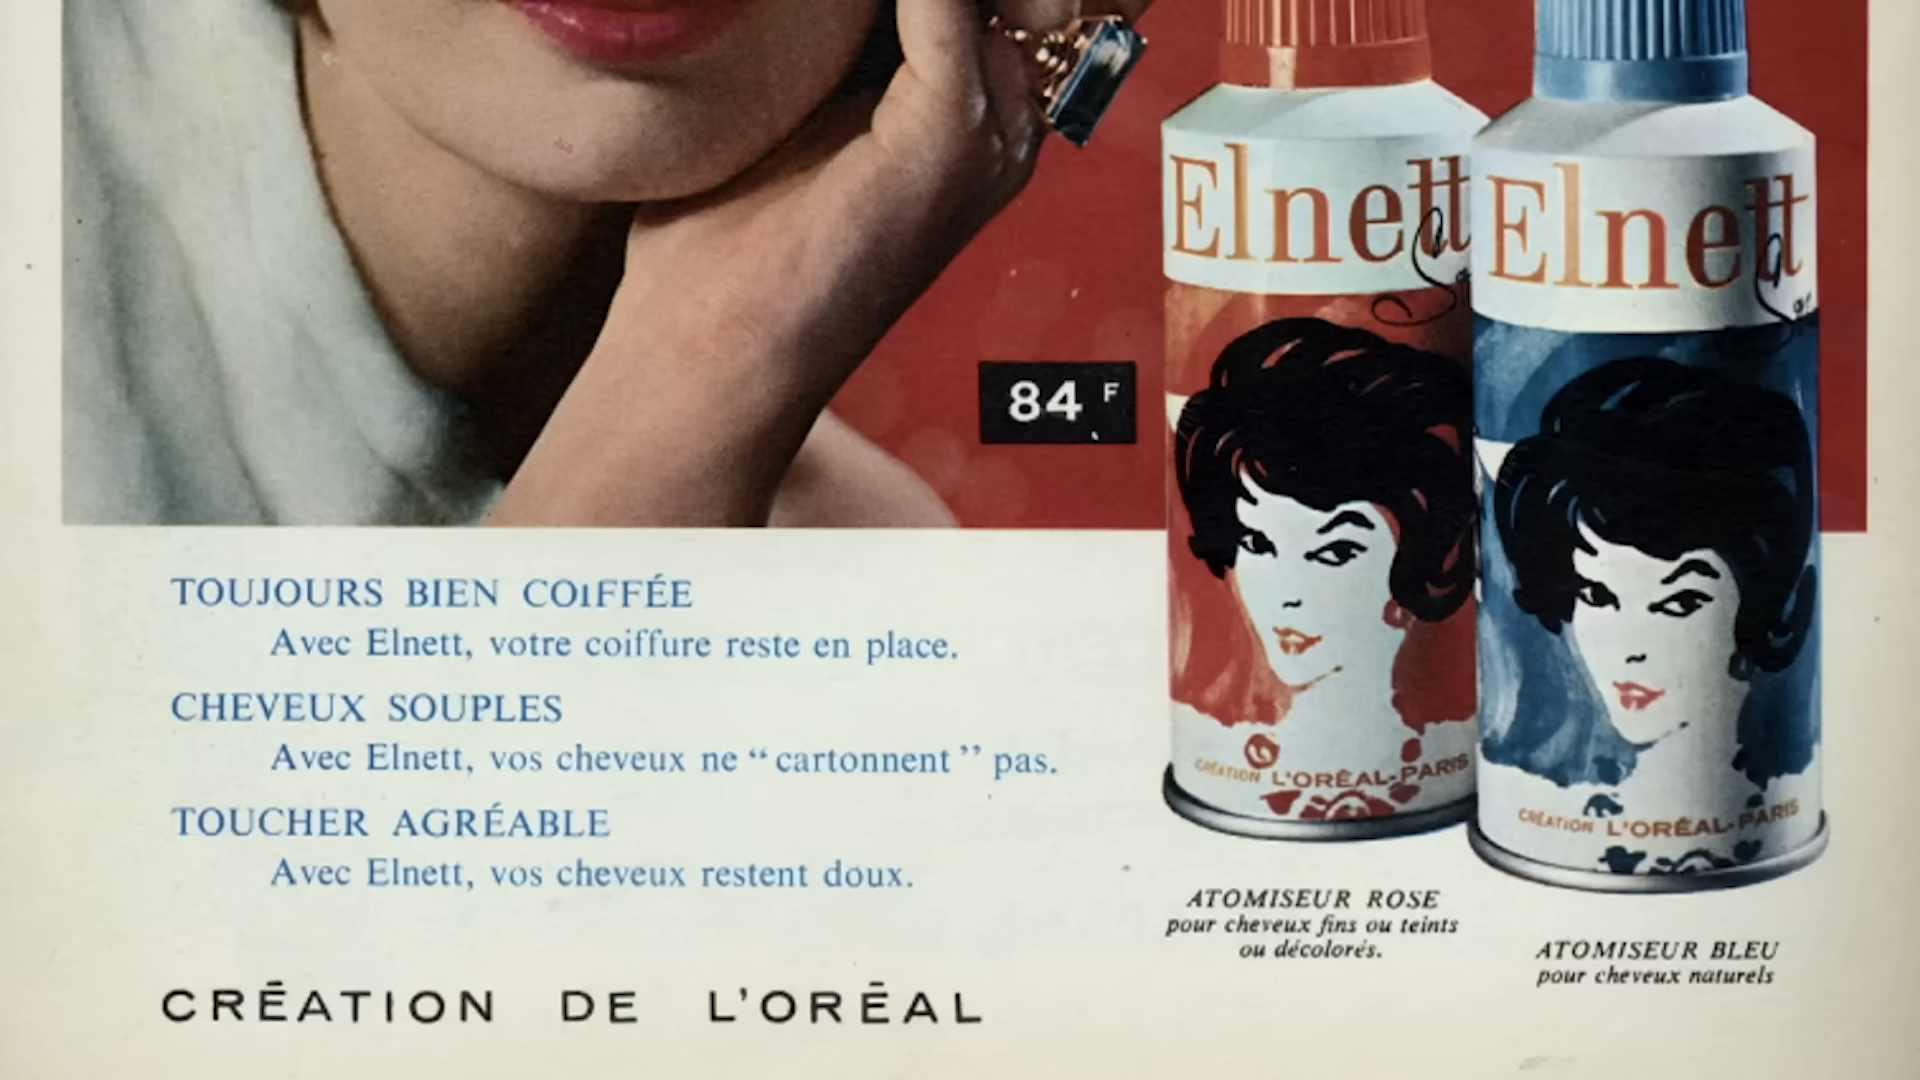 Elnett
Elnett
84 F
TOUJOURS BIEN COIFFÉE
Avec Elnett, votre coiffure reste en place.
CHEVEUX SOUPLES
Avec Elnett, vos cheveux ne “ cartonnent ” pas.
TOUCHER AGRÉABLE
Avec Elnett, vos cheveux restent doux.
CRÉATION L'ORÉAL-PARIS
CRÉATION L'ORÉAL-PARIS
ATOMISEUR ROSE
pour cheveux fins ou teints
ou décolorés.
ATOMISEUR BLEU
pour cheveux naturels
CRÉATION DE L'ORÉAL